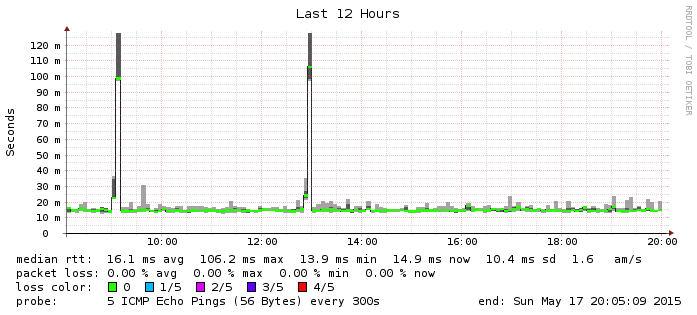 Last 12 Hours
RRDTOOL / TOBI OETIKER
Seconds
120 m
110 m
100 m
90 m
80 m
70 m
60 m
50 m
40 m
30 m
20 m
10 m
0
10:00 12:00 14:00 16:00 18:00 20:00
median rtt: 16.1 ms avg 106.2 ms max 13.9 ms min 14.9 ms now 10.4 ms sd 1.6 am/s
packet loss: 0.00 % avg 0.00 % max 0.00 % min 0.00 % now
loss color: 0 1/5 2/5 3/5 4/5
probe: 5 ICMP Echo Pings (56 Bytes) every 300s end: Sun May 17 20:05:09 2015